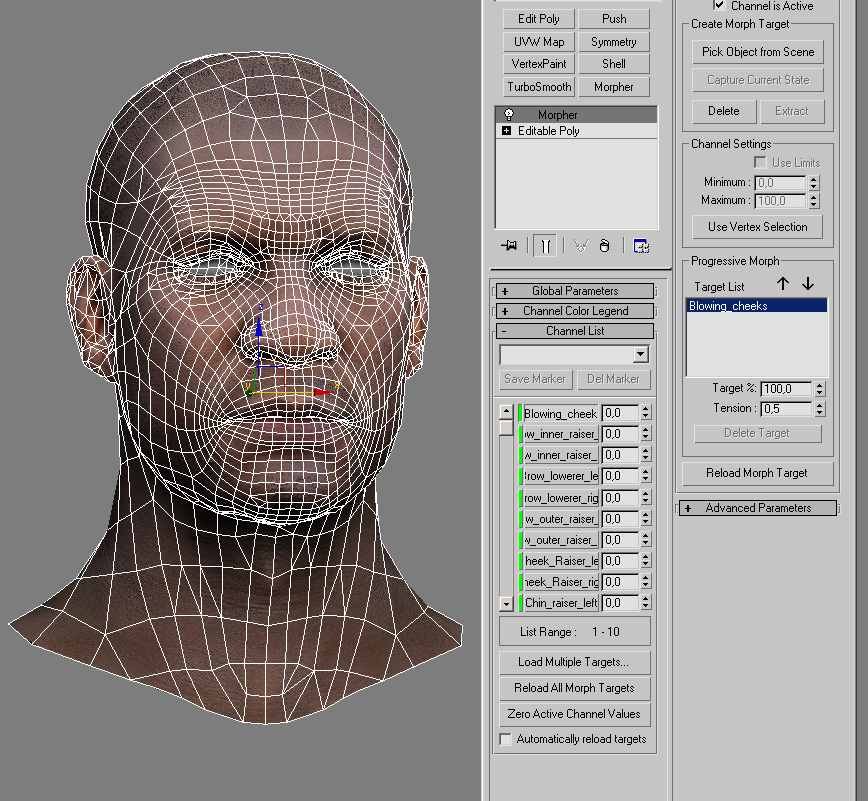 Edit Poly Push
UVW Map Symmetry
VertexPaint Shell
TurboSmooth Morpher
Morpher
Editable Poly
Global Parameters
Channel Color Legend
Channel List
Save Marker Del Marker
Blowing_cheek 0,0
ow_inner_raiser_ 0,0
w_inner_raiser_ 0,0
row_lowerer_le 0,0
row_lowerer_rig 0,0
w_outer_raiser_ 0,0
w_outer_raiser_ 0,0
heek_Raiser_le 0,0
heek_Raiser_rig 0,0
Chin_raiser_left 0,0
List Range : 1 - 10
Load Multiple Targets...
Reload All Morph Targets
Zero Active Channel Values
Automatically reload targets
Channel is Active
Create Morph Target
Pick Object from Scene
Capture Current State
Delete Extract
Channel Settings
Use Limits
Minimum : 0,0
Maximum : 100,0
Use Vertex Selection
Progressive Morph
Target List
Blowing_cheeks
Target %: 100,0
Tension : 0,5
Delete Target
Reload Morph Target
Advanced Parameters